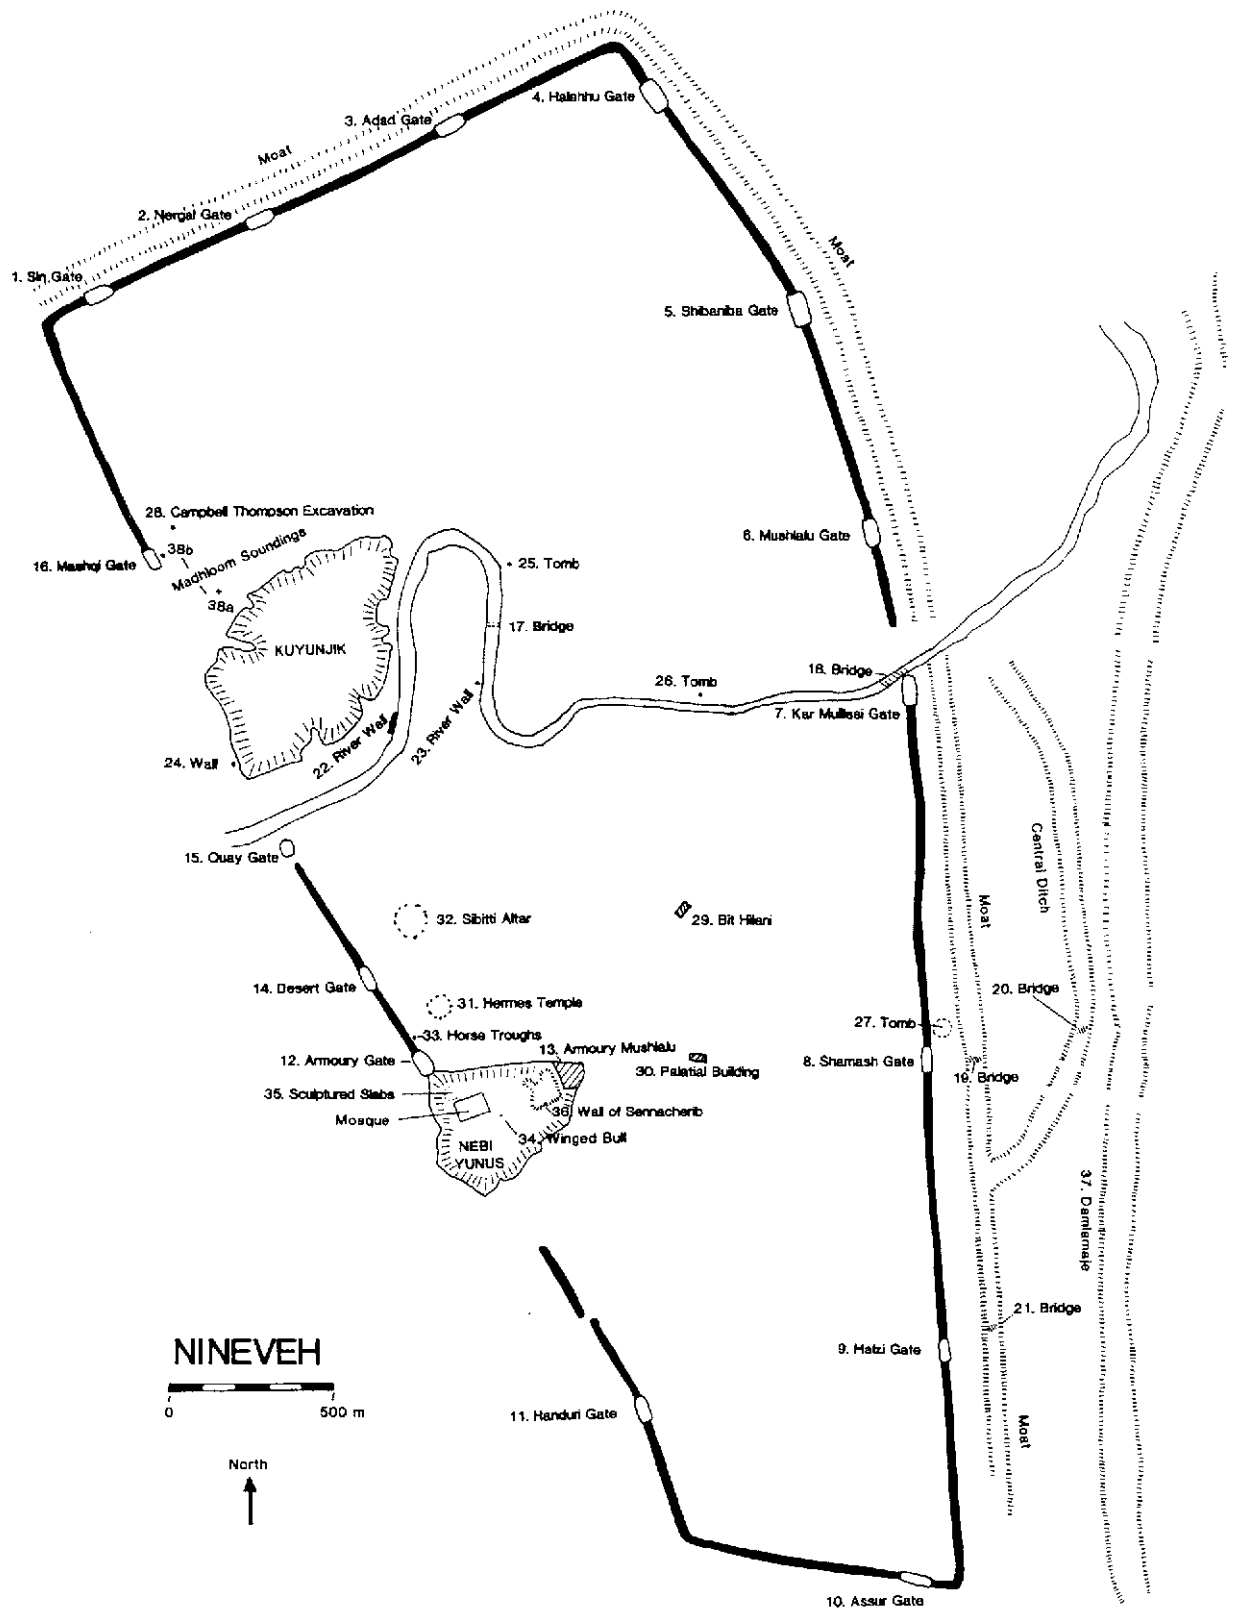 4. Halahhu Gate
3. Adad Gate
Moat
2. Nergal Gate
Moat
1. Sin Gate
5. Shibaniba Gate
28. Campbell Thompson Excavation
38b
6. Mushlalu Gate
Madhloom Soundings
16. Mashqi Gate
25. Tomb
38a
17. Bridge
KUYUNJIK
18. Bridge
26. Tomb
7. Kar Mullissi Gate
22. River Wall
23. River Wall
24. Wall
15. Quay Gate
Central Ditch
Moat
32. Sibitti Altar
29. Bit Hilani
14. Desert Gate
20. Bridge
31. Hermes Temple
27. Tomb
33. Horse Troughs
13. Armoury Mushlalu
12. Armoury Gate
8. Shamash Gate
30. Palatial Building
19. Bridge
35. Sculptured Slabs
36. Wall of Sennacherib
Mosque
34. Winged Bull
NEBI
YUNUS
37. Damlamaje
21. Bridge
NINEVEH
9. Halzi Gate
0
500 m
11. Handuri Gate
Moat
North
10. Assur Gate